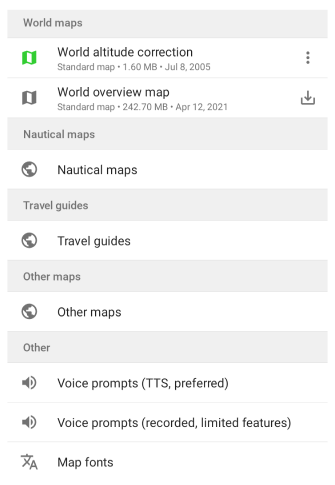 World maps
World altitude correction
Standard map • 1.60 MB • Jul 8, 2005
World overview map
Standard map • 242.70 MB • Apr 12, 2021
Nautical maps
Nautical maps
Travel guides
Travel guides
Other maps
Other maps
Other
Voice prompts (TTS, preferred)
Voice prompts (recorded, limited features)
Map fonts